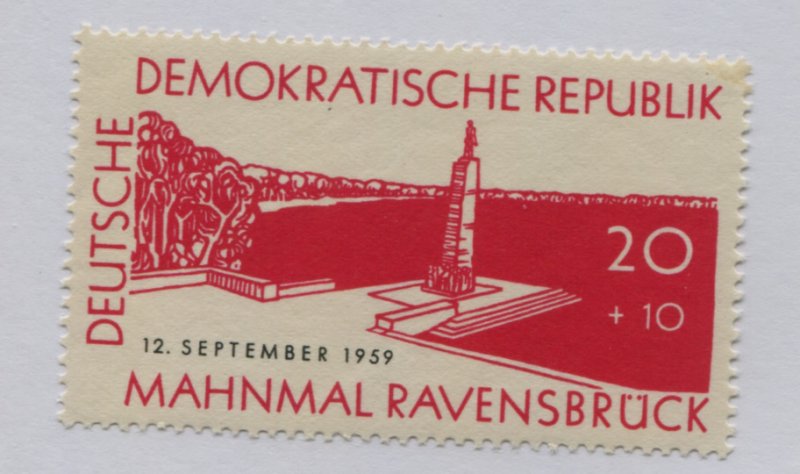 DEUTSCHE
DEMOKRATISCHE REPUBLIK
20
+ 10
12. SEPTEMBER 1959
MAHNMAL RAVENSBRÜCK